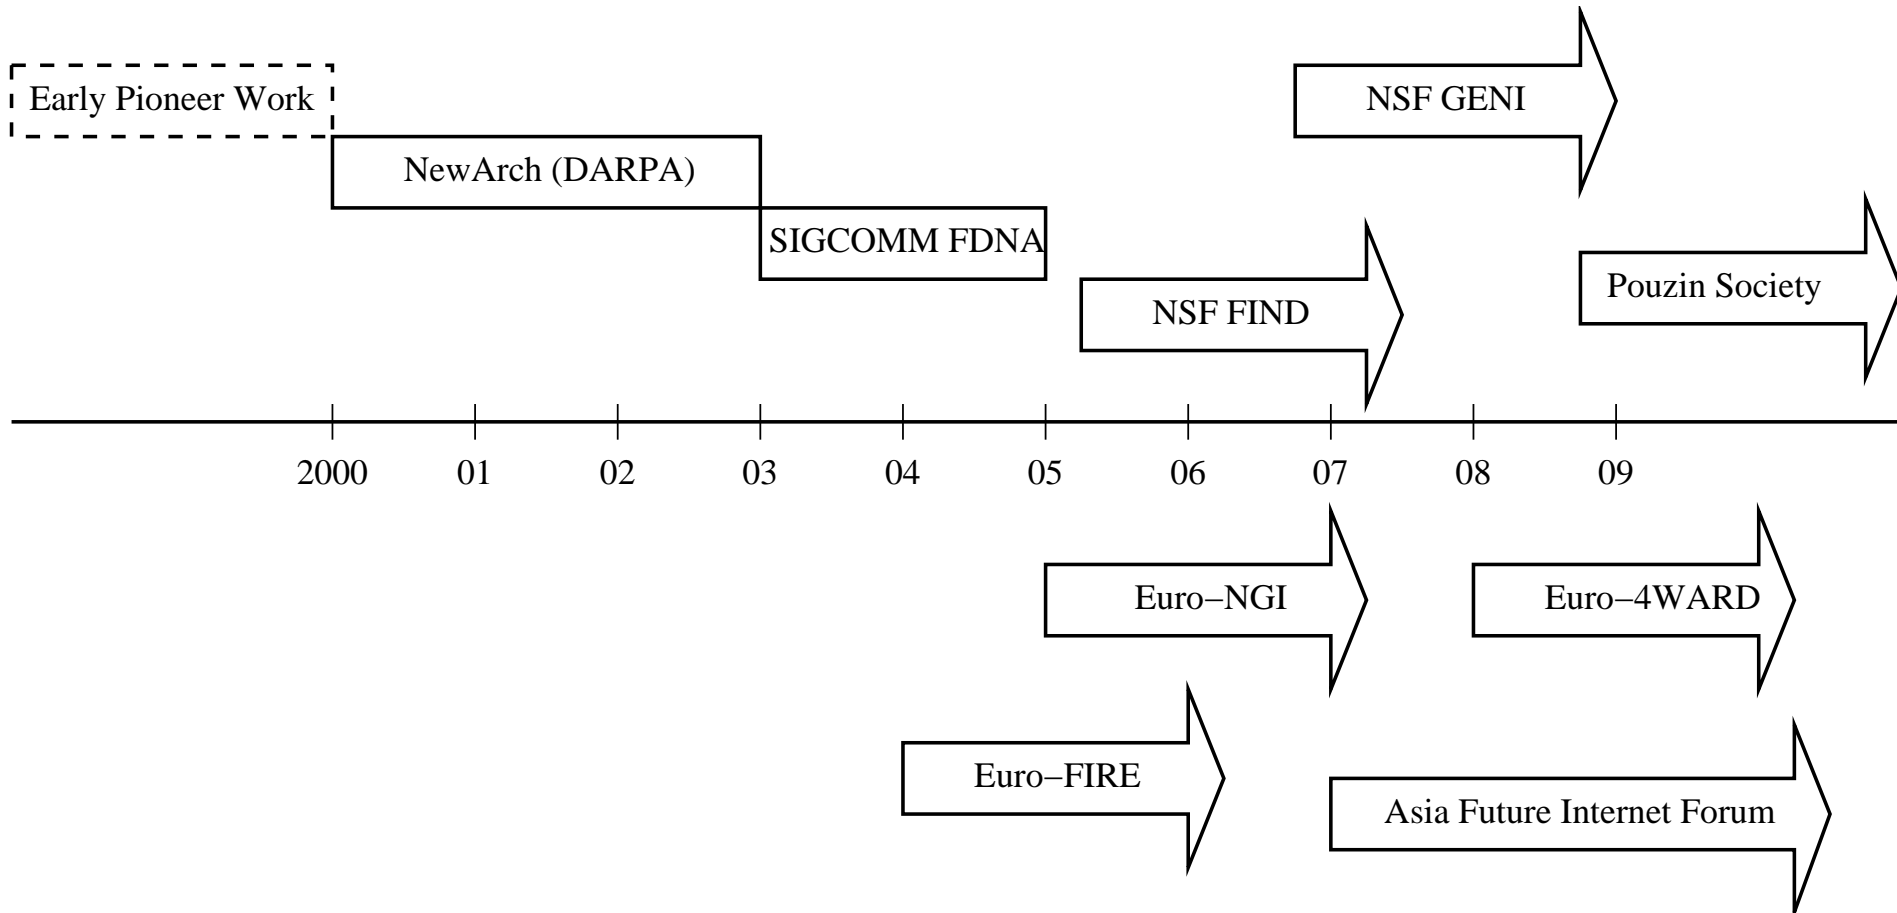 Early Pioneer Work
NSF GENI
NewArch (DARPA)
SIGCOMM FDNA
Pouzin Society
NSF FIND
2000 01 02 03 04 05 06 07 08 09
Euro−NGI
Euro−4WARD
Euro−FIRE
Asia Future Internet Forum